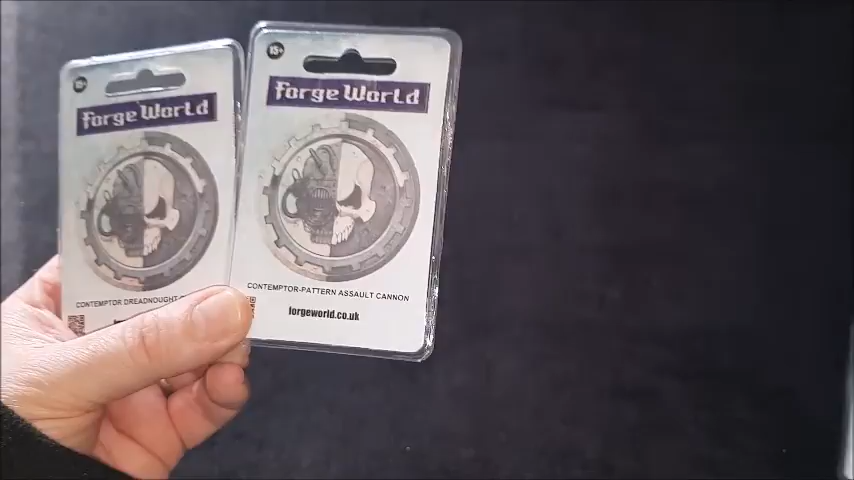 15+
Forge World
CONTEMPTOR DREADNOUGHT
15+
Forge World
CONTEMPTOR-PATTERN ASSAULT CANNON
forgeworld.co.uk